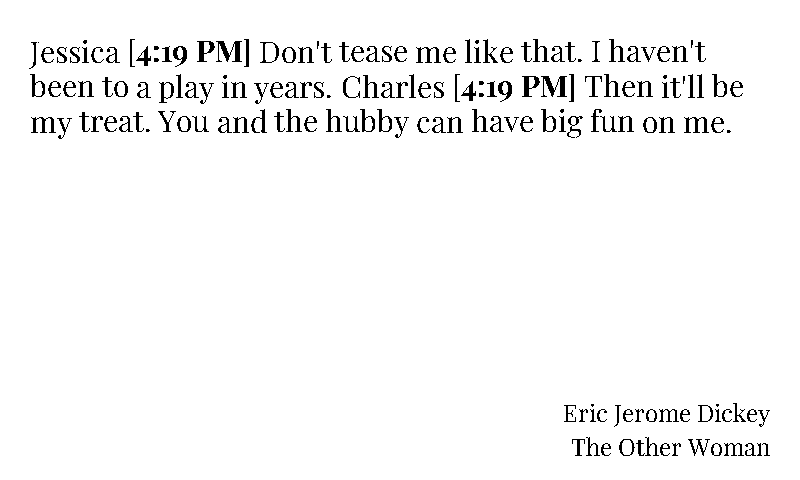 Jessica [4:19 PM] Don't tease me like that. I haven't
been to a play in years. Charles [4:19 PM] Then it'll be
my treat. You and the hubby can have big fun on me.
Eric Jerome Dickey
The Other Woman